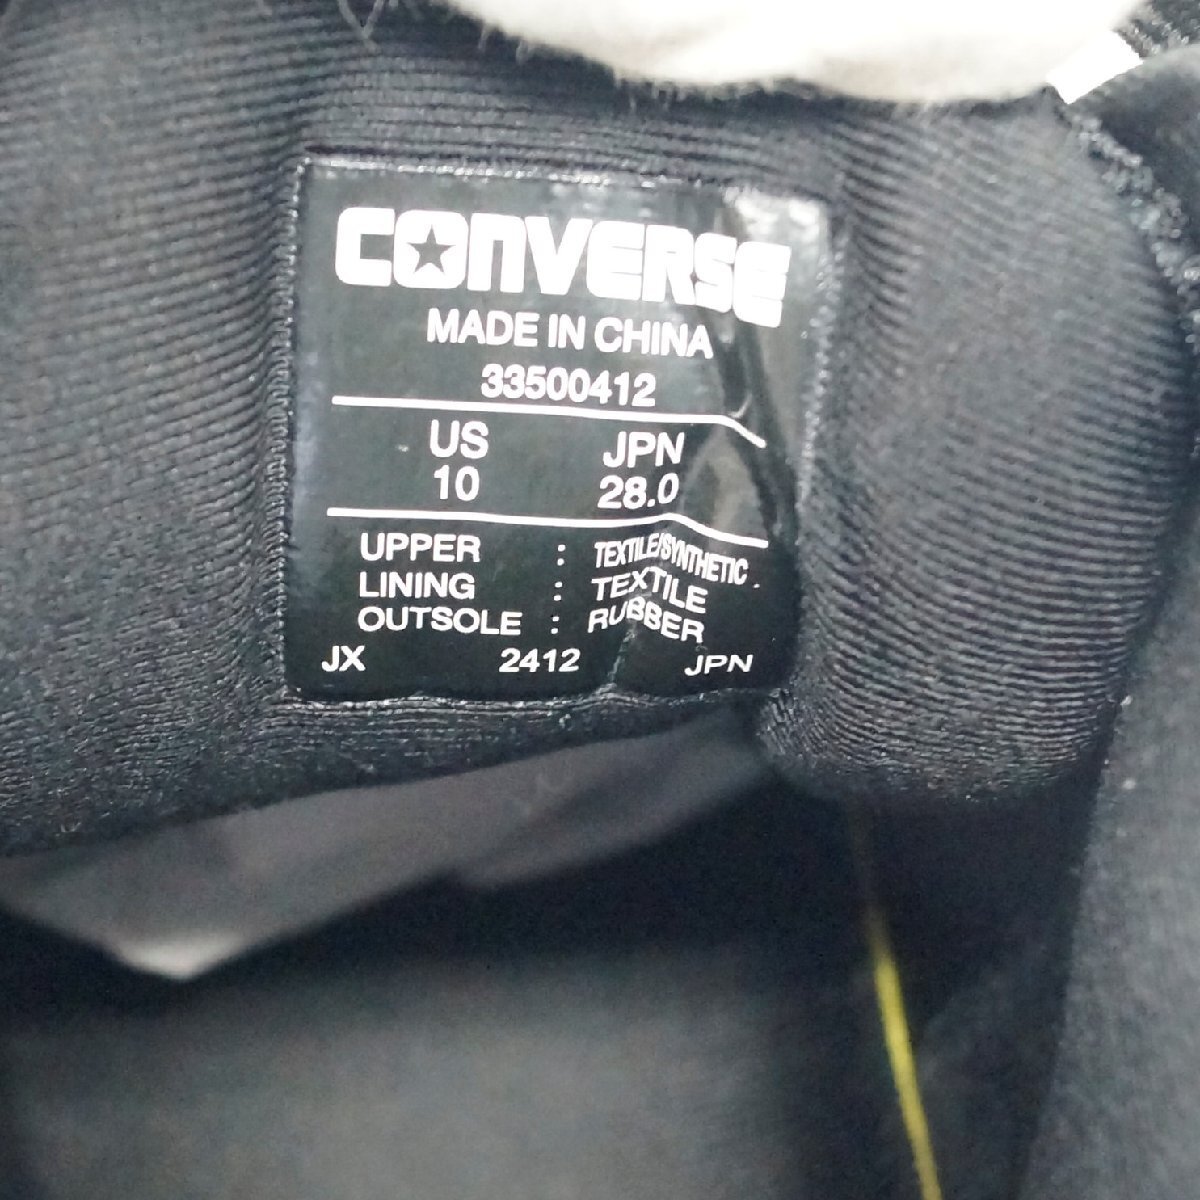 CONVERSE
MADE IN CHINA
33500412
US JPN
10 28.0
UPPER : TEXTILE/SYNTHETIC
LINING : TEXTILE
OUTSOLE : RUBBER
JX 2412 JPN